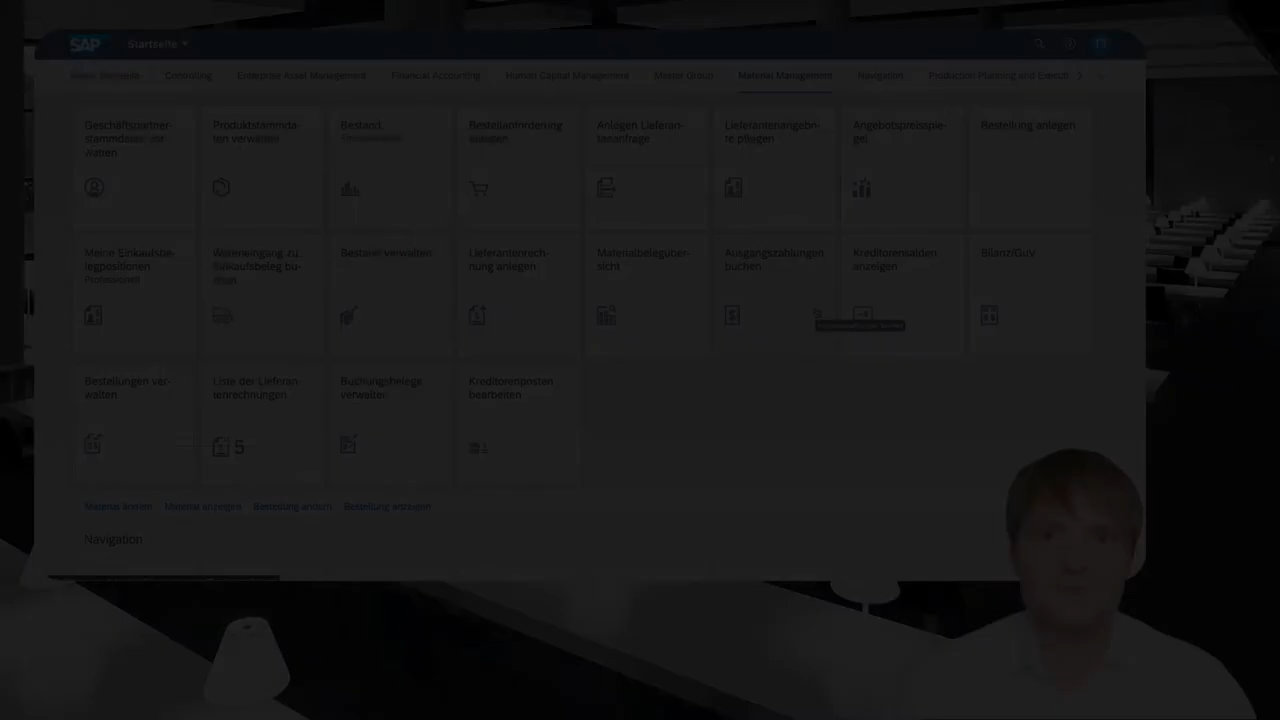 SAP
Startseite
Controlling
Enterprise Asset Management
Financial Accounting
Human Capital Management
Master Group
Material Management
Navigation
Production Planning and Executi
Geschäftspartner-
stammdaten
Produktstammda-
ten verwalten
Bestand
Bestellanforderung
Anlegen Lieferan-
tenanfrage
Lieferantenangebo-
te pflegen
Angebotspreisspie-
gel
Bestellung anlegen
Meine Einkaufsbe-
legpositionen
Professionell
Wareneingang zu
Einkaufsbeleg bu-
chen
verwalten
Lieferantenrech-
nung anlegen
Materialbelegüber-
sicht
Ausgangszahlungen
buchen
Kreditorensalden
anzeigen
Bilanz/GuV
Bestellungen ver-
walten
Liste der Lieferan-
tenrechnungen
5
Buchungsbelege
verwalten
Kreditorenposten
bearbeiten
Material ändern
Material anzeigen
Bestellung ändern
Bestellung anzeigen
Navigation